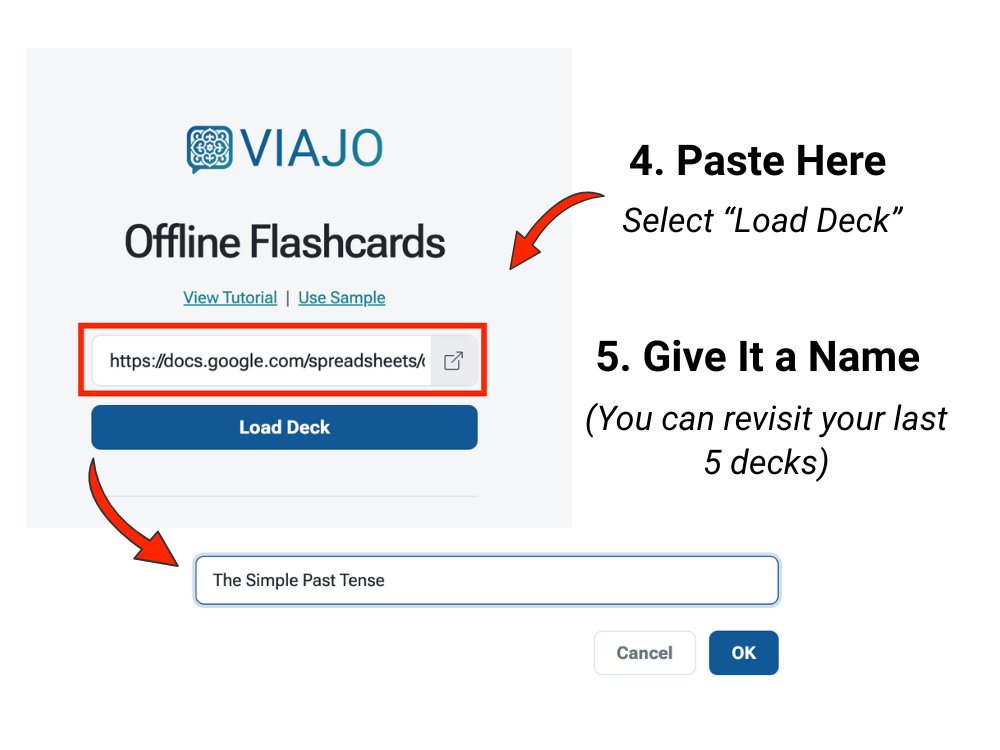 VIAJO
Offline Flashcards
View Tutorial | Use Sample
https://docs.google.com/spreadsheets/
Load Deck
4. Paste Here
Select “Load Deck”
5. Give It a Name
(You can revisit your last
5 decks)
The Simple Past Tense
Cancel
OK